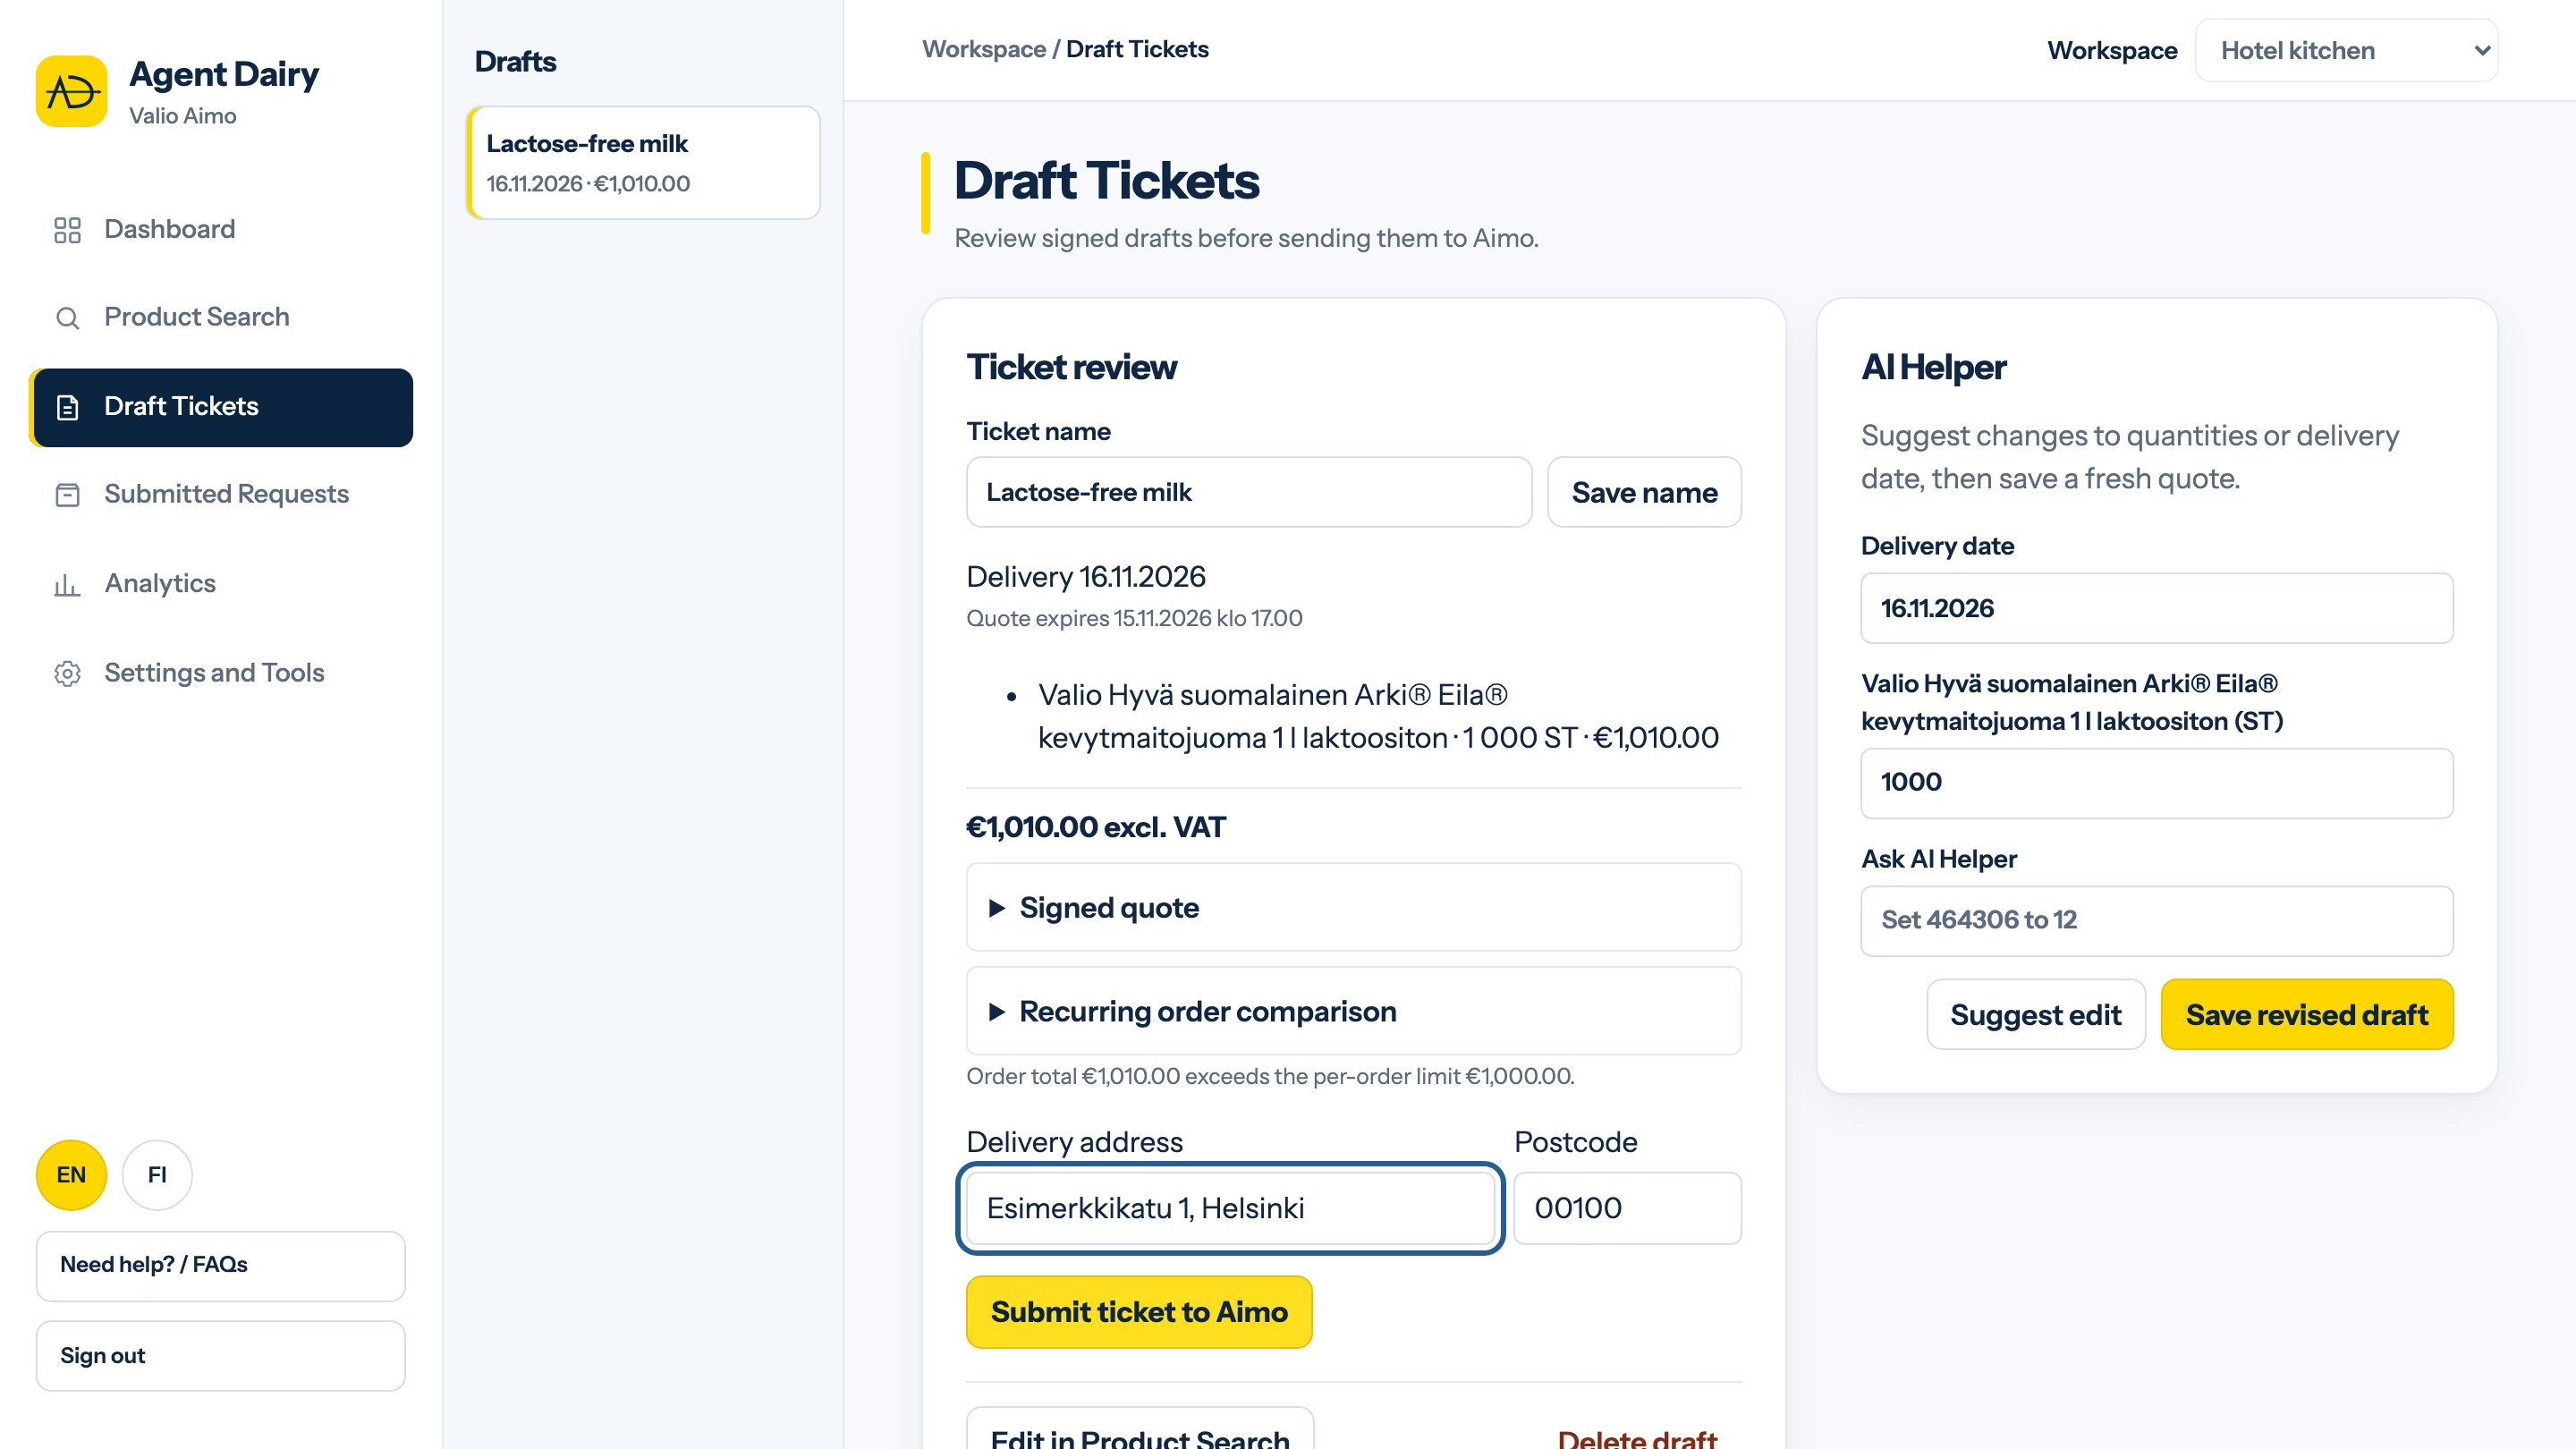 Agent Dairy
Valio Aimo
Dashboard
Product Search
Draft Tickets
Submitted Requests
Analytics
Settings and Tools
EN
FI
Need help? / FAQs
Sign out
Drafts
Lactose-free milk
16.11.2026 · €1,010.00
Workspace / Draft Tickets
Workspace
Hotel kitchen
Draft Tickets
Review signed drafts before sending them to Aimo.
Ticket review
Ticket name
Lactose-free milk
Save name
Delivery 16.11.2026
Quote expires 15.11.2026 klo 17.00
• Valio Hyvä suomalainen Arki® Eila®
kevytmaitojuoma 1 l laktoositon · 1 000 ST · €1,010.00
€1,010.00 excl. VAT
Signed quote
Recurring order comparison
Order total €1,010.00 exceeds the per-order limit €1,000.00.
Delivery address
Postcode
Esimerkkikatu 1, Helsinki
00100
Submit ticket to Aimo
Edit in Product Search
Delete draft
AI Helper
Suggest changes to quantities or delivery
date, then save a fresh quote.
Delivery date
16.11.2026
Valio Hyvä suomalainen Arki® Eila®
kevytmaitojuoma 1 l laktoositon (ST)
1000
Ask AI Helper
Set 464306 to 12
Suggest edit
Save revised draft